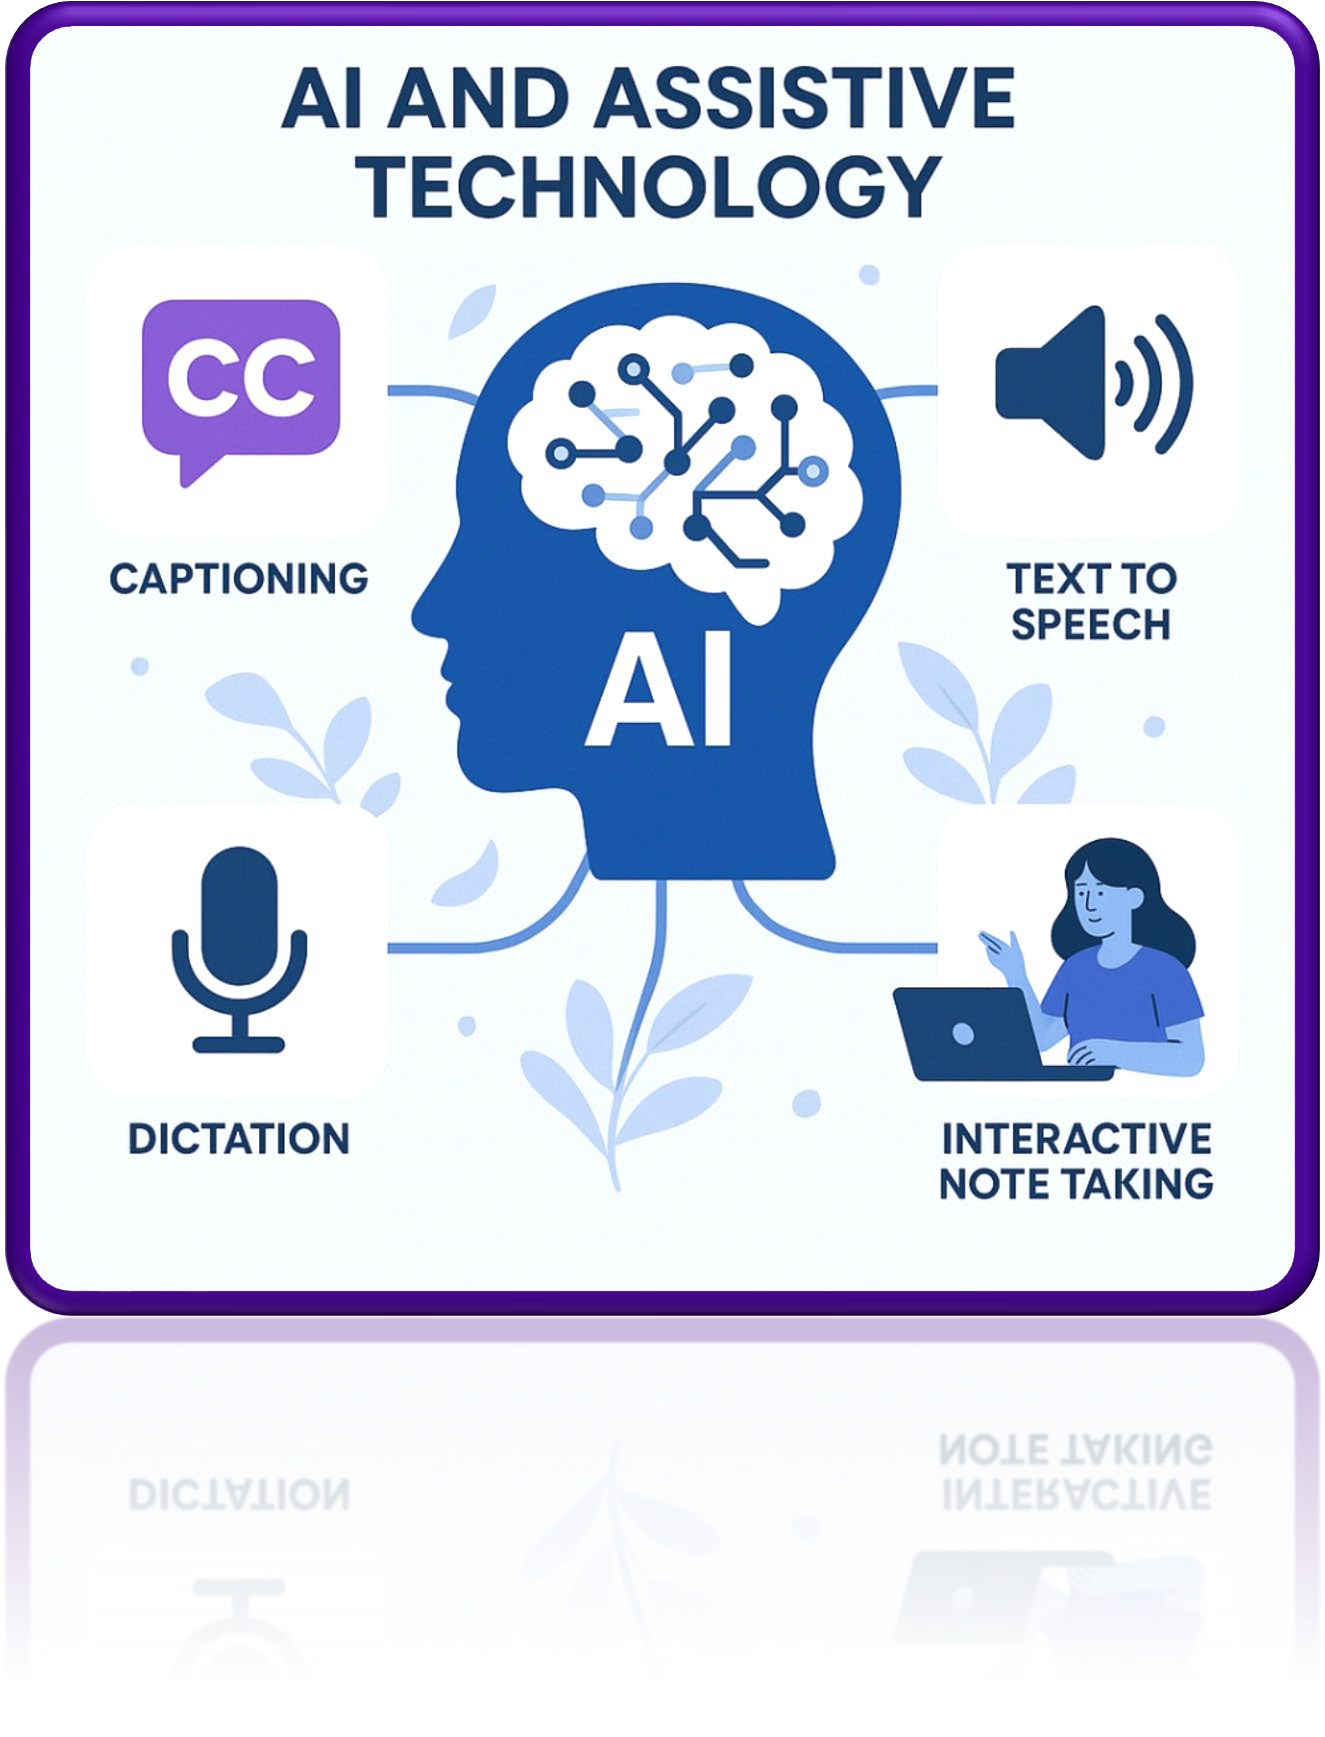 AI AND ASSISTIVE
TECHNOLOGY
CC
CAPTIONING
TEXT TO
SPEECH
AI
DICTATION
INTERACTIVE
NOTE TAKING